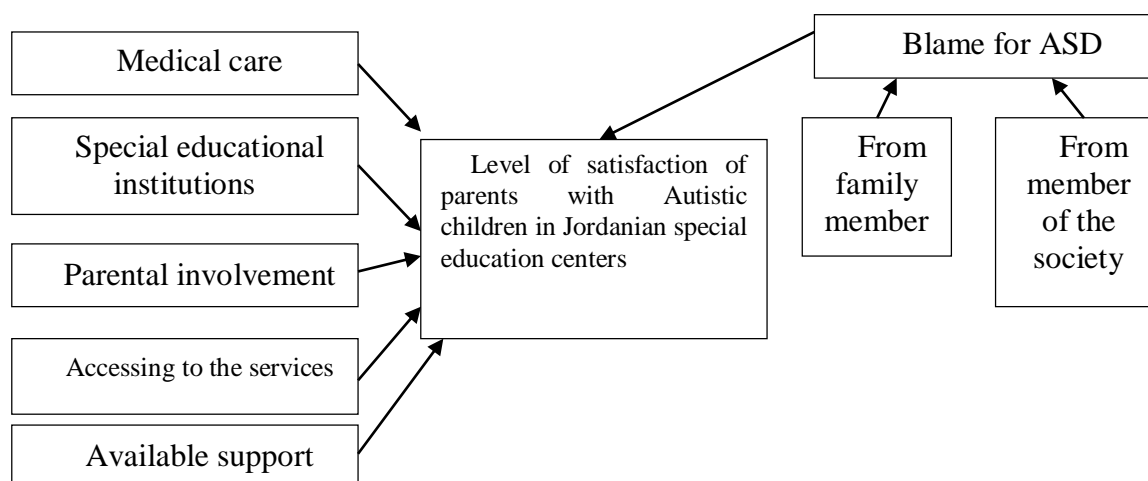 Medical care
Special educational
institutions
Parental involvement
Accessing to the services
Available support
Level of satisfaction of
parents with Autistic
children in Jordanian special
education centers
Blame for ASD
From
family
member
From
member
of the
society